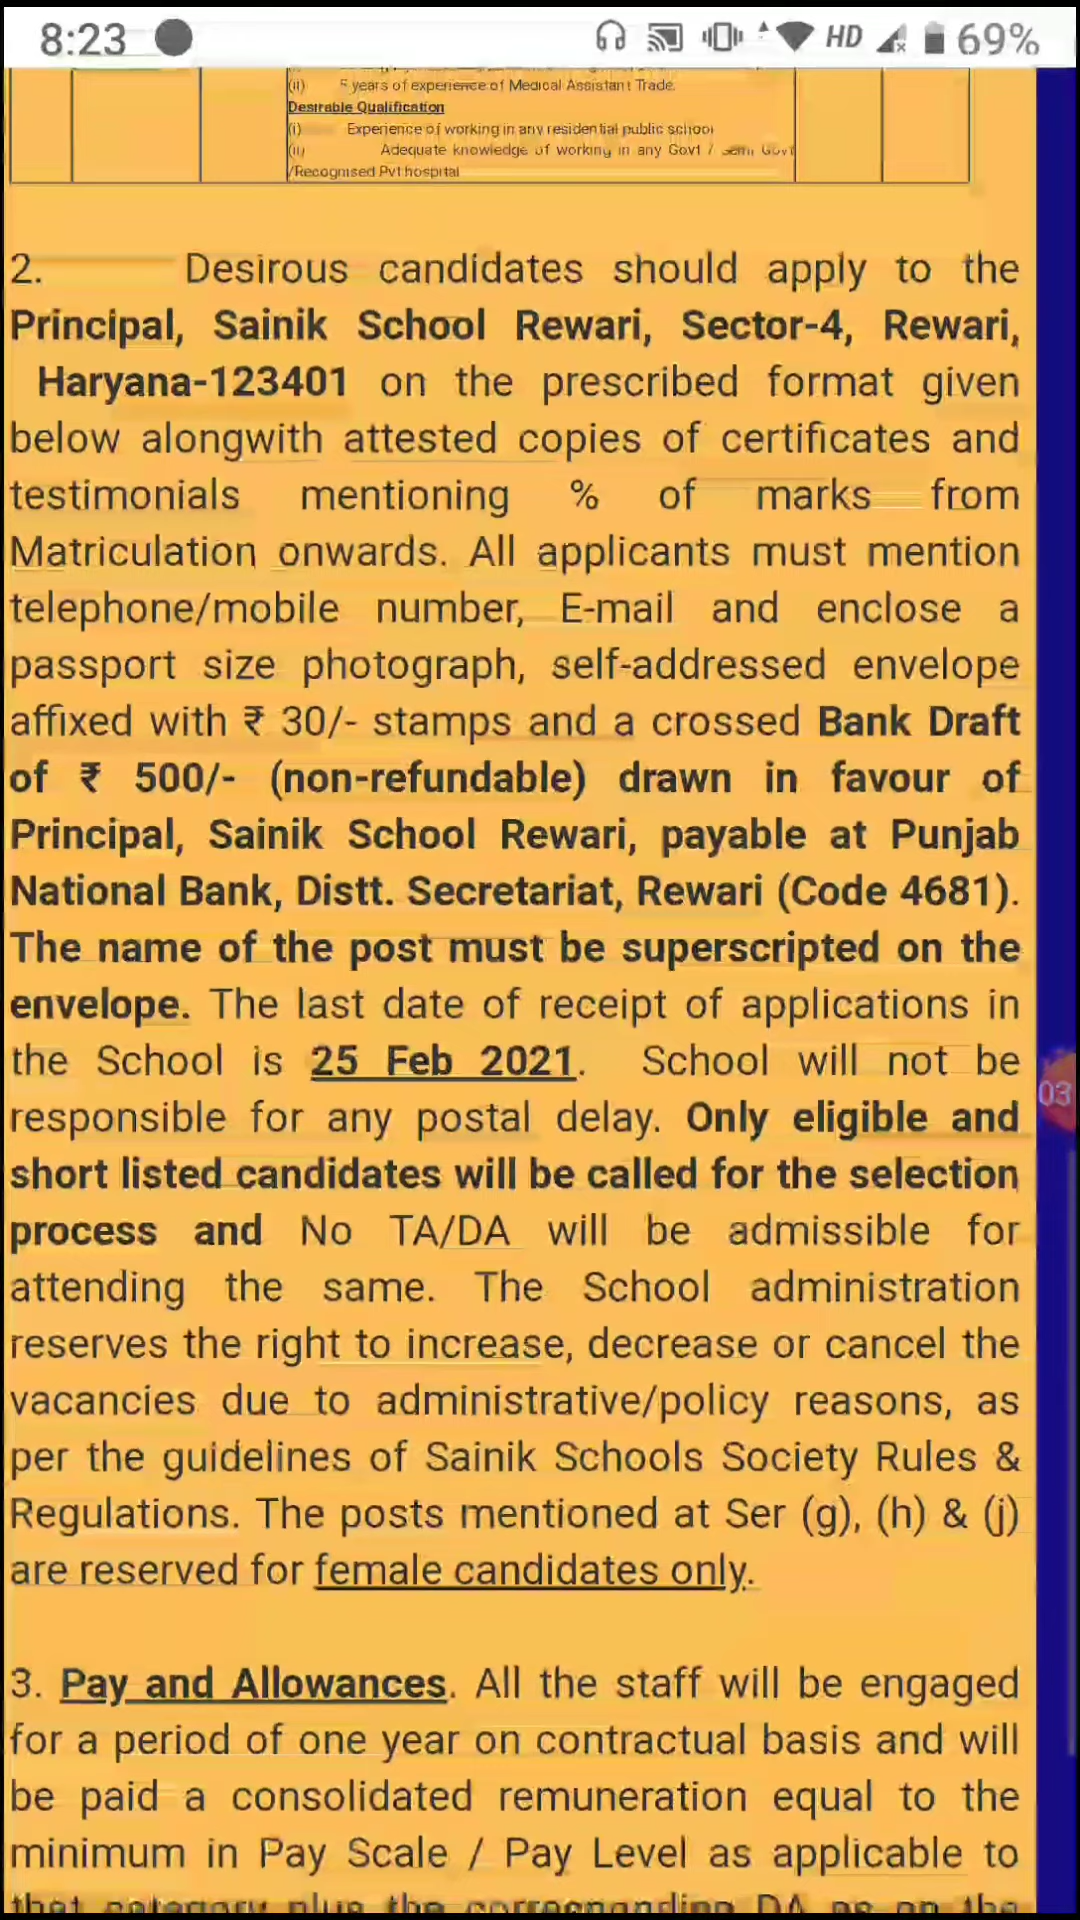 8:23 HD 69%
(ii) 5 years of experience of Medical Assistant Trade.
Desirable Qualification
(i) Experience of working in any residential public school
(ii) Adequate knowledge of working in any Govt / Semi Govt
/Recognised Pvt hospital
2. Desirous candidates should apply to the
Principal, Sainik School Rewari, Sector-4, Rewari,
Haryana-123401 on the prescribed format given
below alongwith attested copies of certificates and
testimonials mentioning % of marks from
Matriculation onwards. All applicants must mention
telephone/mobile number, E-mail and enclose a
passport size photograph, self-addressed envelope
affixed with ₹ 30/- stamps and a crossed Bank Draft
of ₹ 500/- (non-refundable) drawn in favour of
Principal, Sainik School Rewari, payable at Punjab
National Bank, Distt. Secretariat, Rewari (Code 4681).
The name of the post must be superscripted on the
envelope. The last date of receipt of applications in
the School is 25 Feb 2021. School will not be
responsible for any postal delay. Only eligible and
short listed candidates will be called for the selection
process and No TA/DA will be admissible for
attending the same. The School administration
reserves the right to increase, decrease or cancel the
vacancies due to administrative/policy reasons, as
per the guidelines of Sainik Schools Society Rules &
Regulations. The posts mentioned at Ser (g), (h) & (j)
are reserved for female candidates only.
03
3. Pay and Allowances. All the staff will be engaged
for a period of one year on contractual basis and will
be paid a consolidated remuneration equal to the
minimum in Pay Scale / Pay Level as applicable to
that category plus the corresponding DA as on the